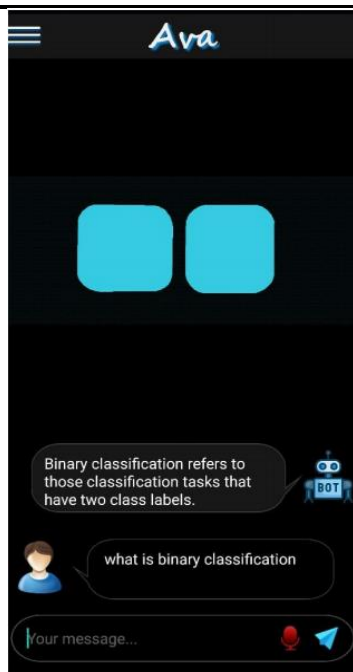 Ava
Binary classification refers to
those classification tasks that
have two class labels.
BOT
what is binary classification
Your message...